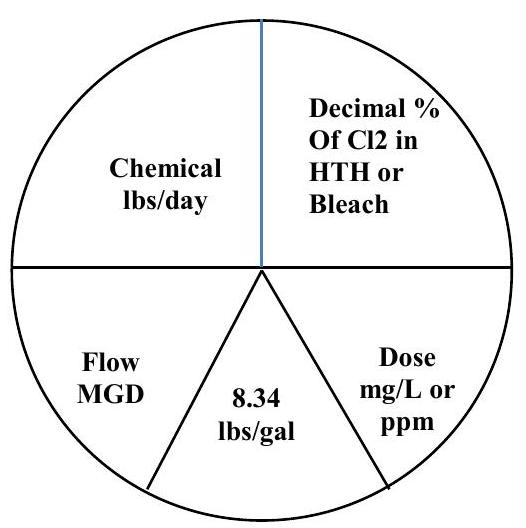 Decimal %
Of Cl2 in
HTH or
Bleach
Chemical
lbs/day
Flow
MGD
8.34
lbs/gal
Dose
mg/L or
ppm